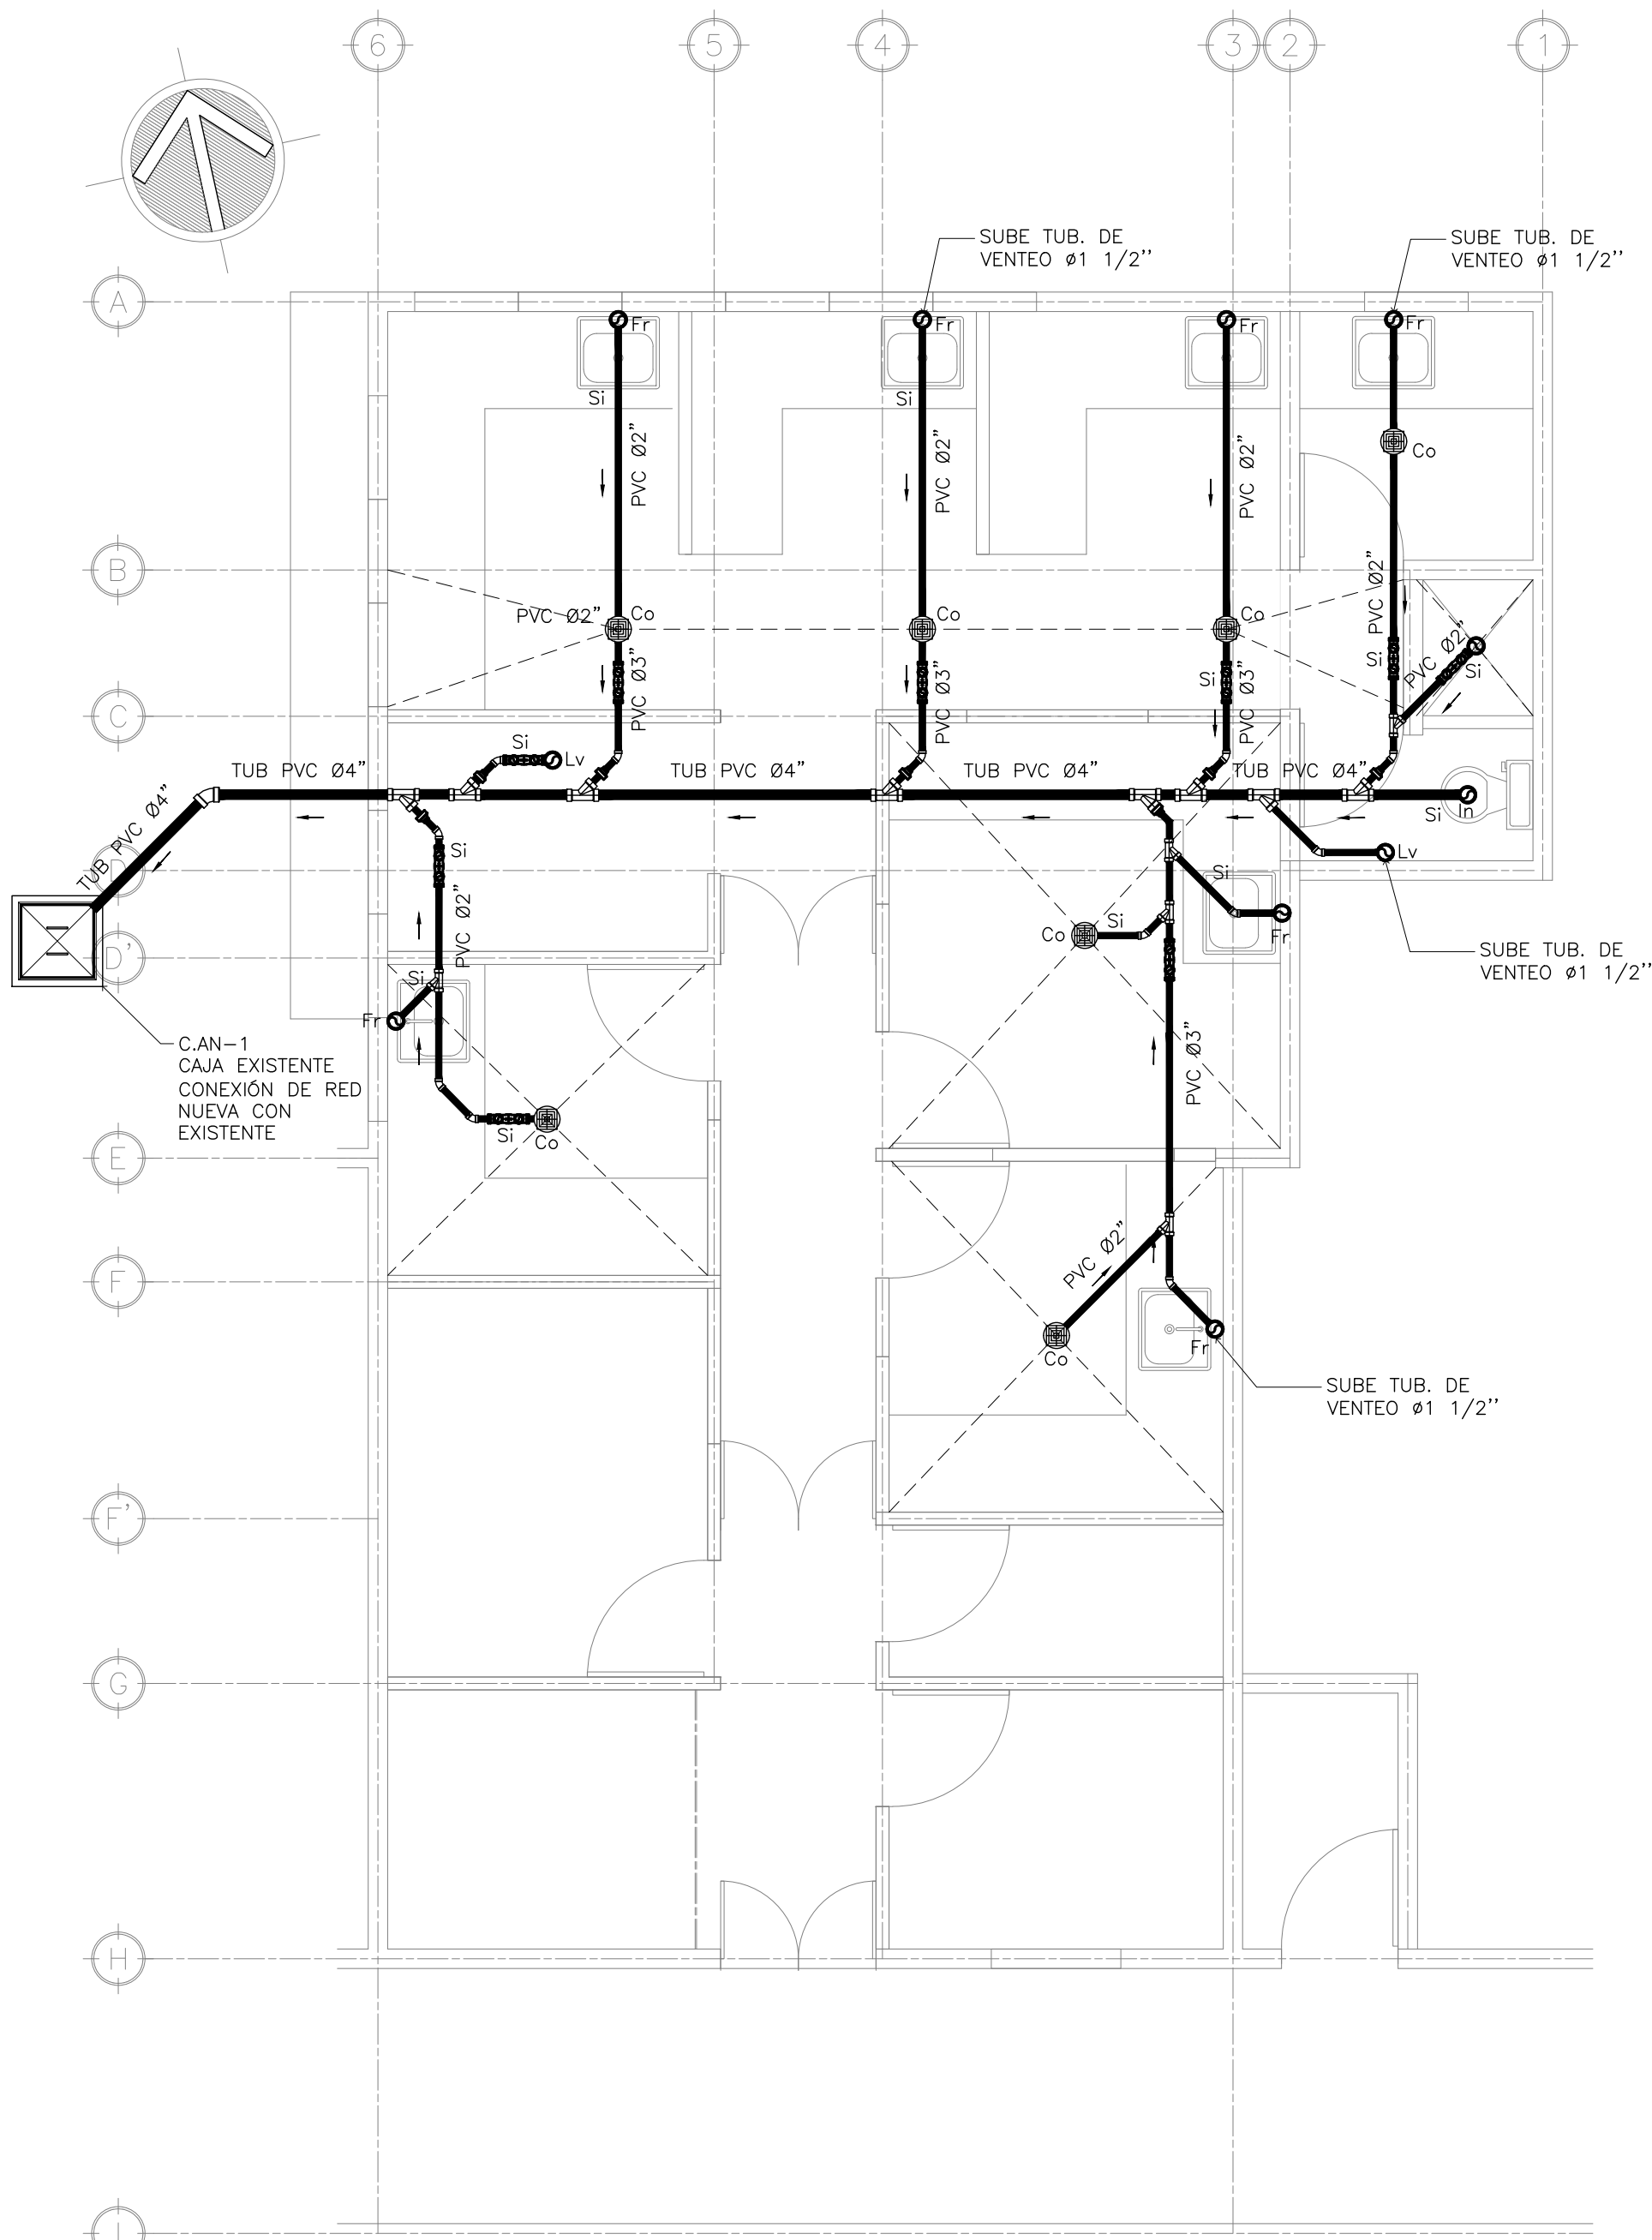 6
5
4
3
2
1
SUBE TUB. DE
VENTEO ø1 1/2''
SUBE TUB. DE
VENTEO ø1 1/2''
A
Fr
Fr
Fr
Fr
Si
Si
PVC Ø2"
PVC Ø2"
PVC Ø2"
Co
B
PVC Ø2"
PVC Ø2"
Co
Co
Co
PVC Ø2"
Si
Si
Si
PVC Ø3"
PVC Ø3"
PVC Ø3"
C
Si
Lv
TUB PVC Ø4"
TUB PVC Ø4"
TUB PVC Ø4"
TUB PVC Ø4"
Si
In
TUB PVC Ø4"
D
Si
Lv
Si
PVC Ø2"
Co
Si
Fr
D'
SUBE TUB. DE
VENTEO ø1 1/2''
Si
Fr
C.AN-1
CAJA EXISTENTE
CONEXIÓN DE RED
NUEVA CON
EXISTENTE
PVC Ø3"
Si
Co
E
PVC Ø2"
F
Fr
Co
SUBE TUB. DE
VENTEO ø1 1/2''
F'
G
H
I